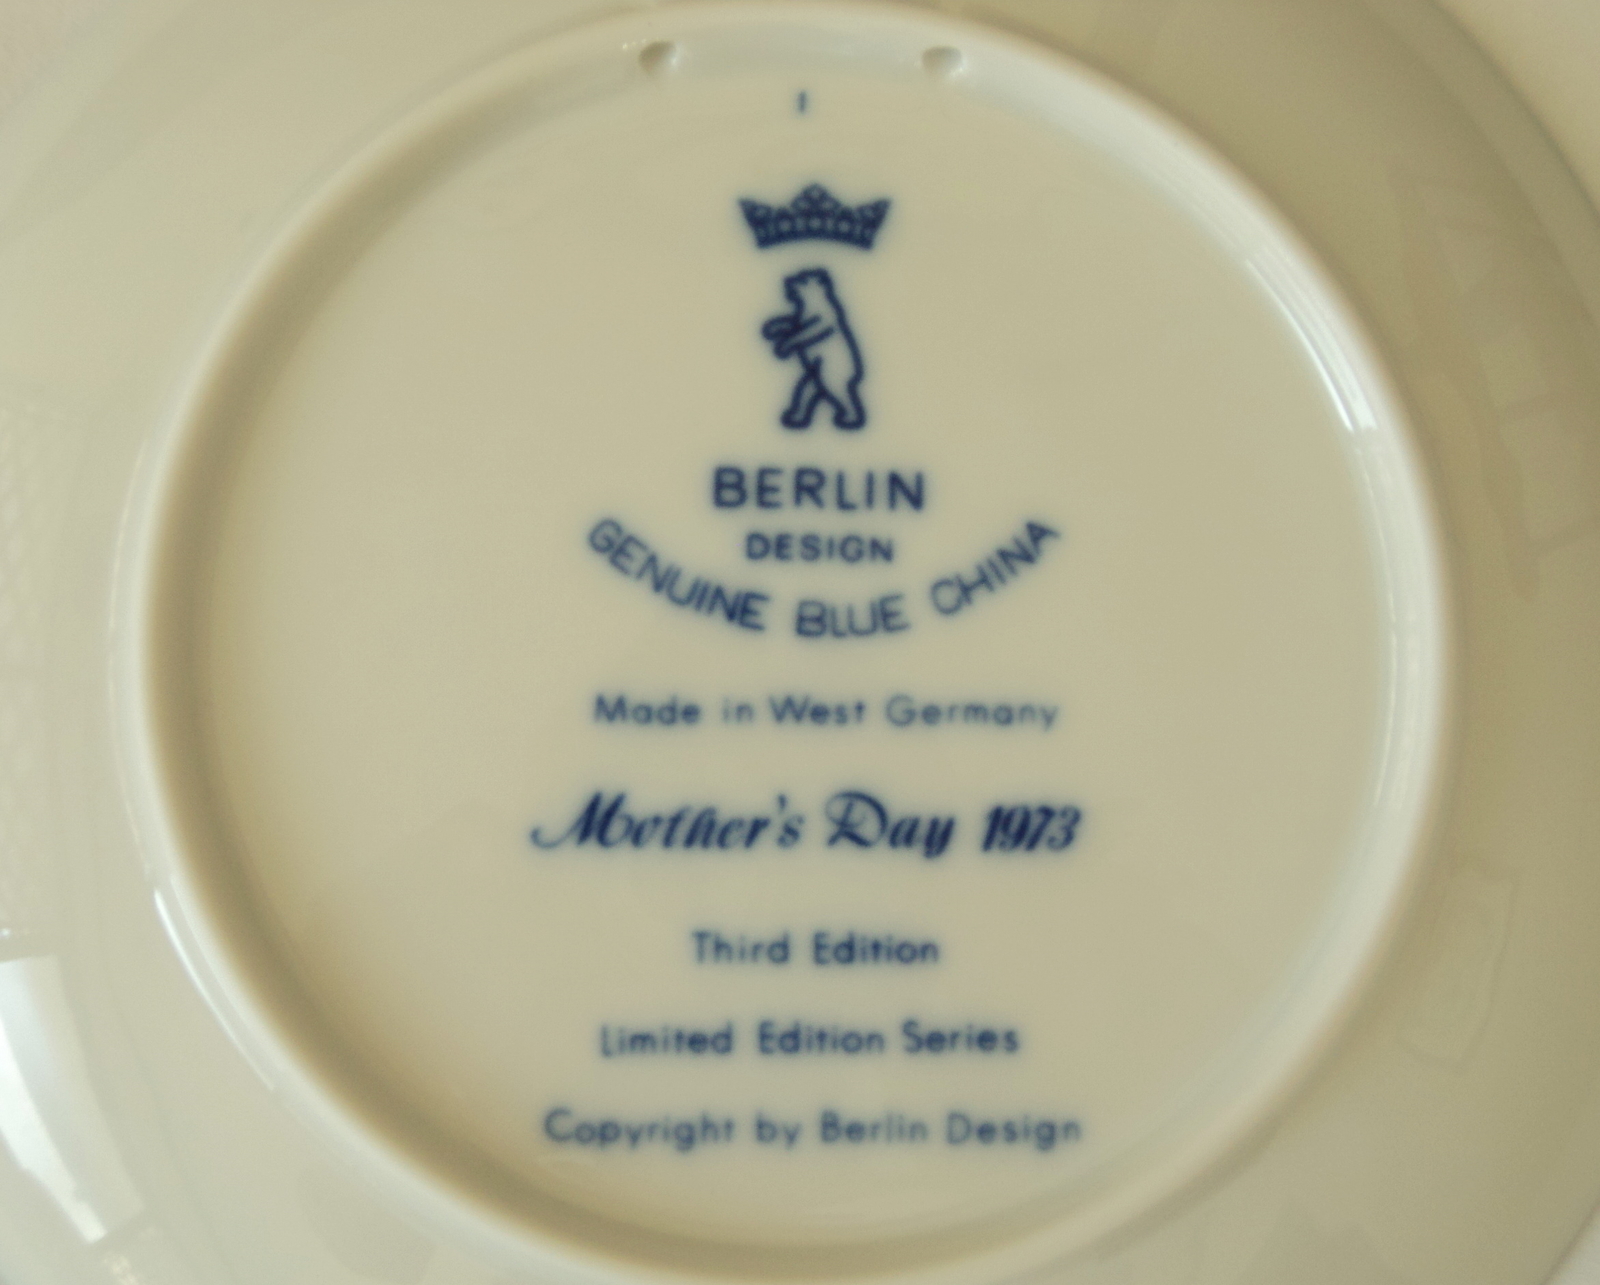 I
BERLIN
DESIGN
GENUINE BLUE CHINA
Made in West Germany
Mother's Day 1973
Third Edition
Limited Edition Series
Copyright by Berlin Design